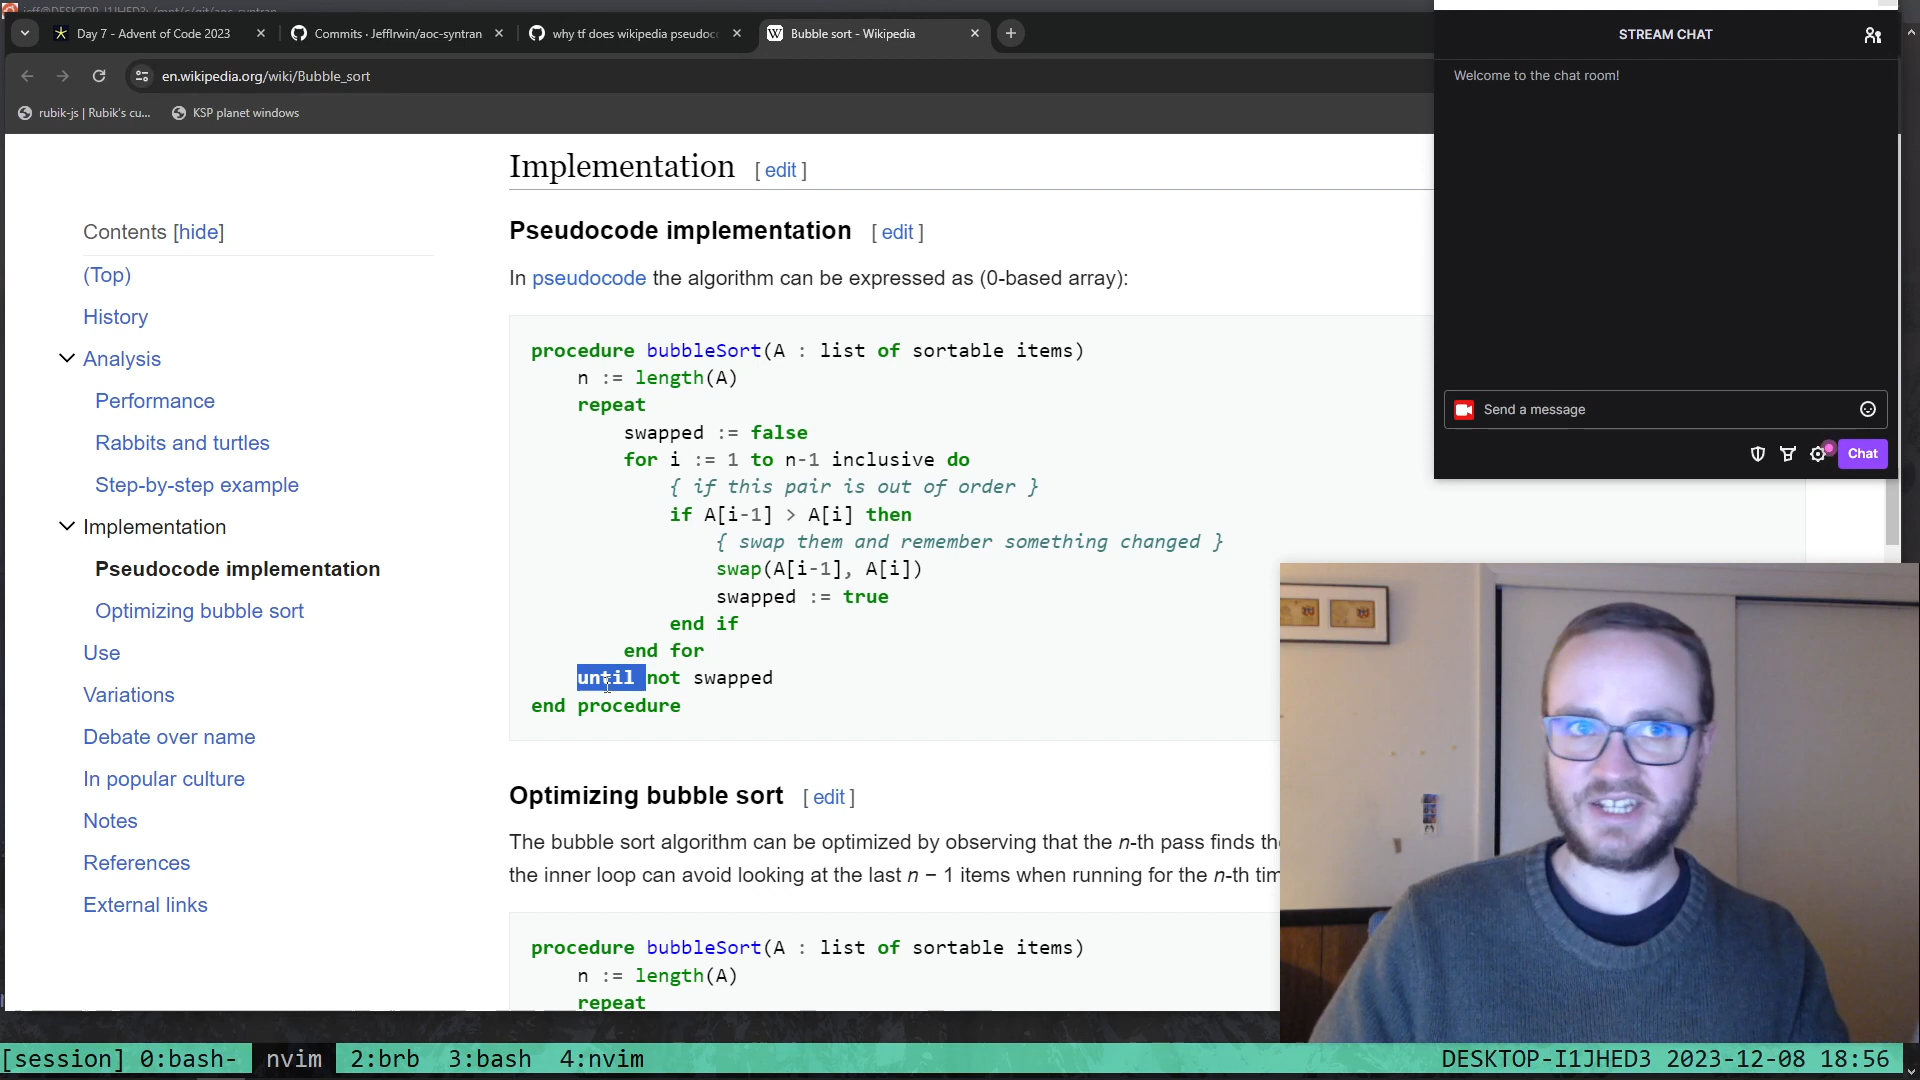 Day 7 - Advent of Code 2023
Commits · JeffIrwin/aoc-syntran
why tf does wikipedia pseudoc
Bubble sort - Wikipedia
en.wikipedia.org/wiki/Bubble_sort
rubik-js | Rubik's cu...
KSP planet windows
STREAM CHAT
Welcome to the chat room!
Send a message
Chat
Contents [hide]
(Top)
History
Analysis
Performance
Rabbits and turtles
Step-by-step example
Implementation
Pseudocode implementation
Optimizing bubble sort
Use
Variations
Debate over name
In popular culture
Notes
References
External links
Implementation [ edit ]
Pseudocode implementation [ edit ]
In pseudocode the algorithm can be expressed as (0-based array):
procedure bubbleSort(A : list of sortable items)
n := length(A)
repeat
swapped := false
for i := 1 to n-1 inclusive do
{ if this pair is out of order }
if A[i-1] > A[i] then
{ swap them and remember something changed }
swap(A[i-1], A[i])
swapped := true
end if
end for
until not swapped
end procedure
Optimizing bubble sort [ edit ]
The bubble sort algorithm can be optimized by observing that the n-th pass finds the
the inner loop can avoid looking at the last n − 1 items when running for the n-th tim
procedure bubbleSort(A : list of sortable items)
n := length(A)
repeat
[session] 0:bash- nvim 2:brb 3:bash 4:nvim
DESKTOP-I1JHED3 2023-12-08 18:56